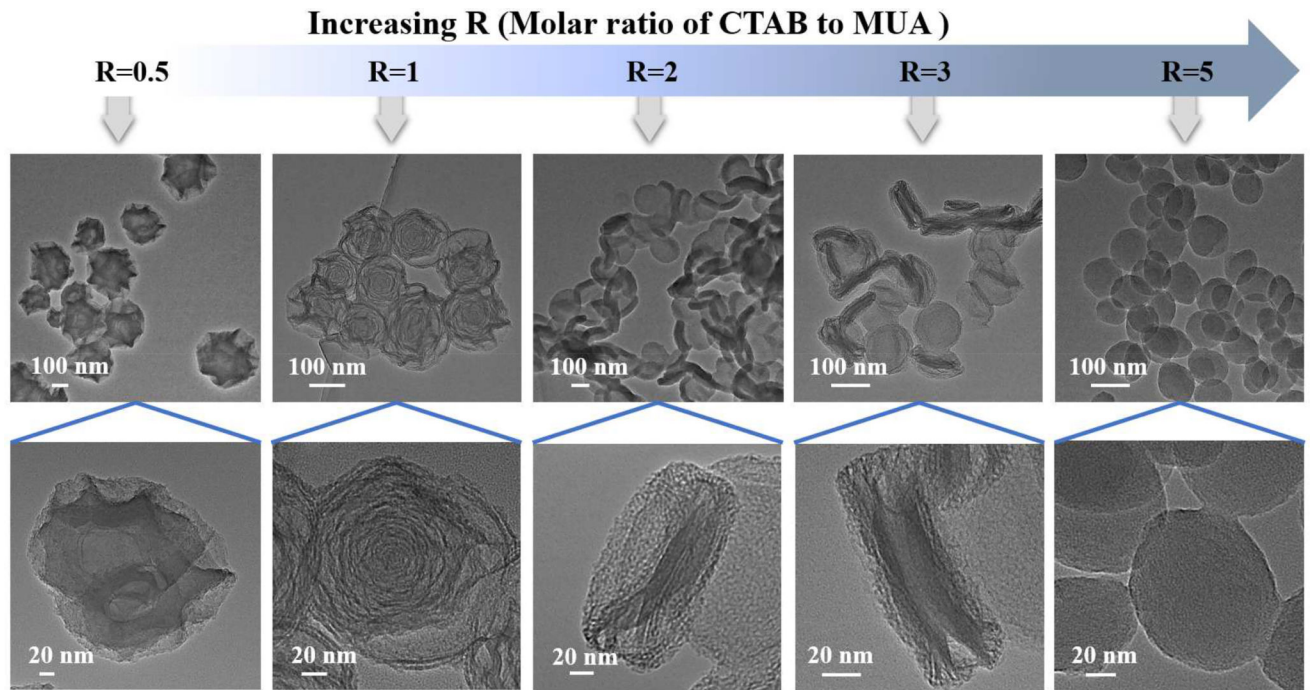 Increasing R (Molar ratio of CTAB to MUA )
R=0.5
R=1
R=2
R=3
R=5
100 nm
100 nm
100 nm
100 nm
100 nm
20 nm
20 nm
20 nm
20 nm
20 nm